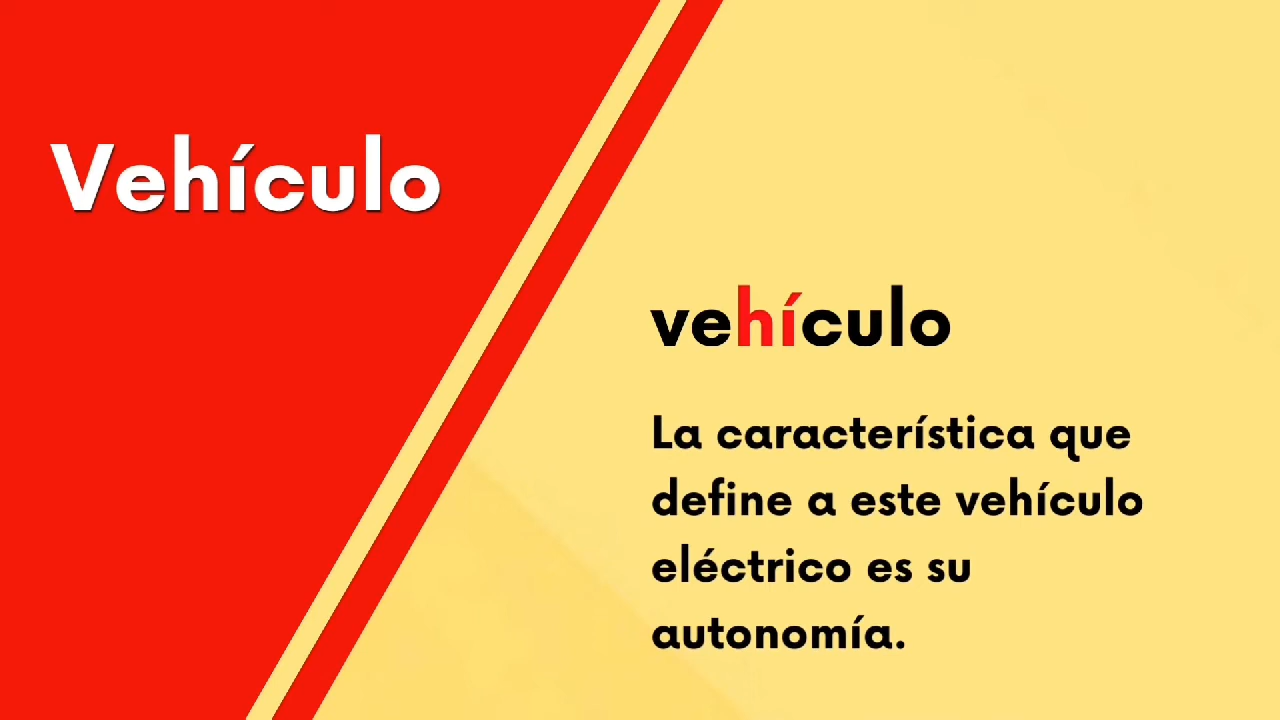 Vehículo
vehículo
La característica que
define a este vehículo
eléctrico es su
autonomía.